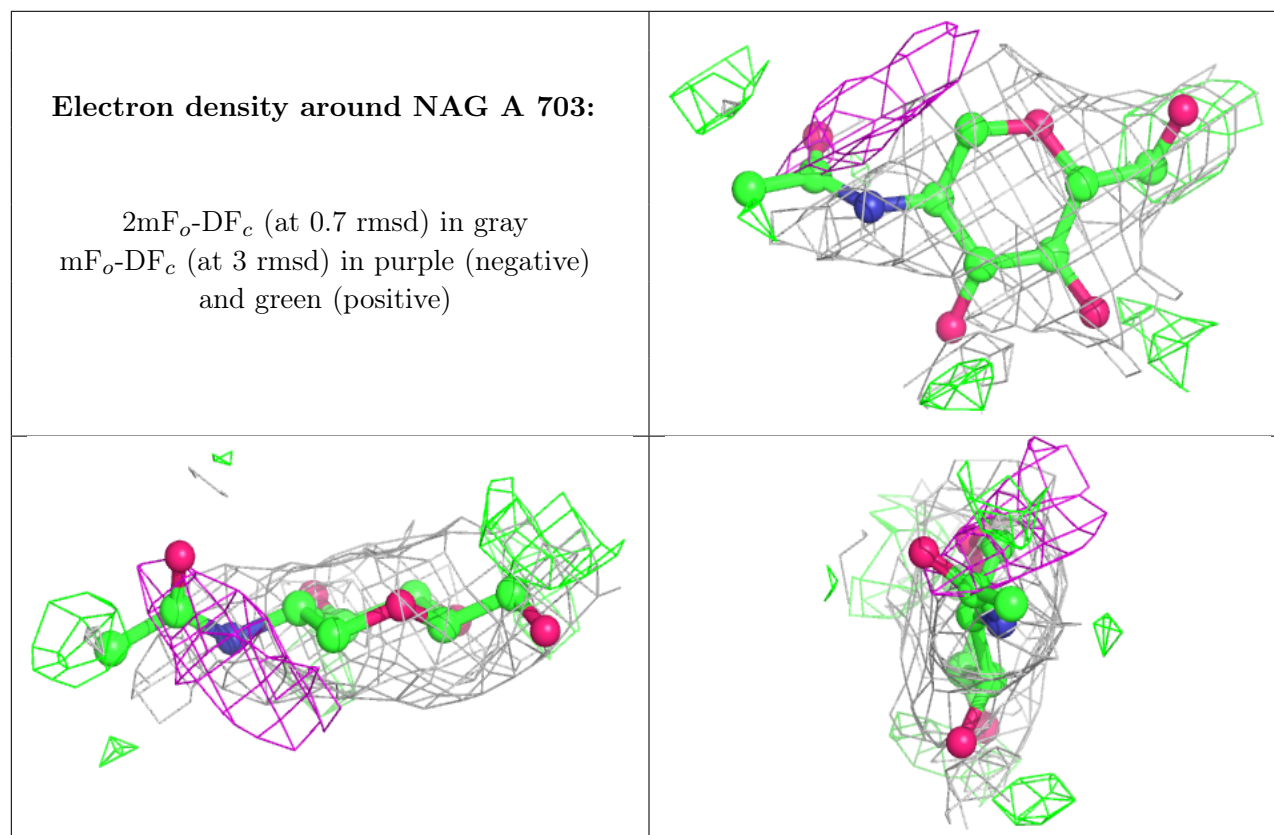 Electron density around NAG A 703:
2mFo-DFc (at 0.7 rmsd) in gray
mFo-DFc (at 3 rmsd) in purple (negative)
and green (positive)